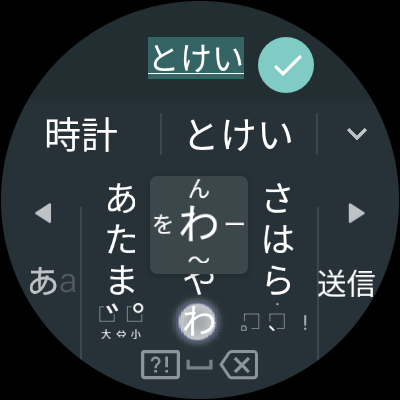 とけい
時計 とけい
あ ん さ
た を わ ー は
ま 〜 や ら
あa 送信
大⇔小 わ 、 !
?!